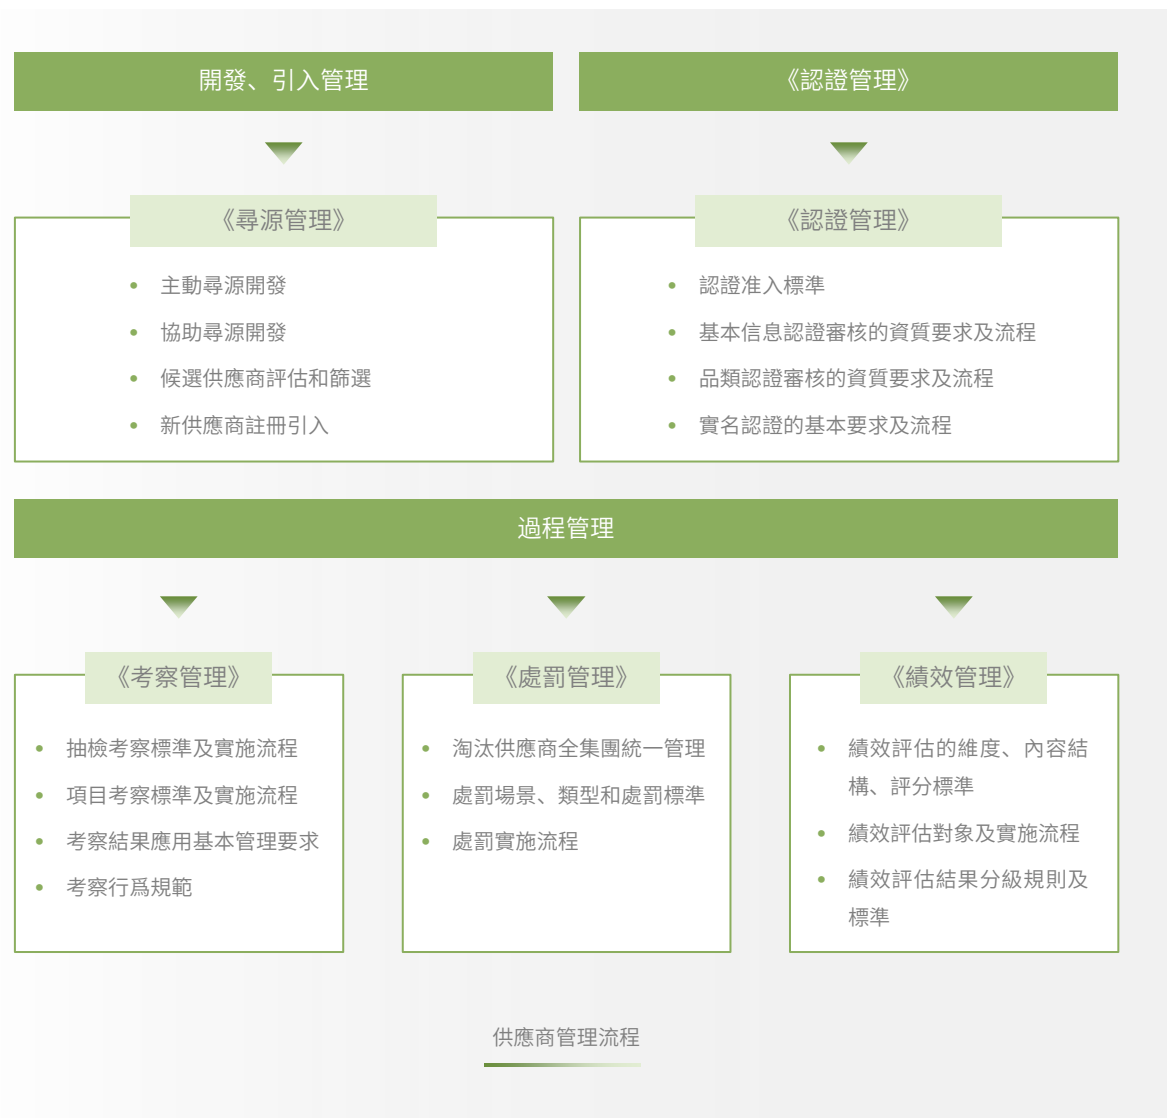 開發、引入管理
《認證管理》
《尋源管理》
• 主動尋源開發
• 協助尋源開發
• 候選供應商評估和篩選
• 新供應商註冊引入
《認證管理》
• 認證准入標準
• 基本信息認證審核的資質要求及流程
• 品類認證審核的資質要求及流程
• 實名認證的基本要求及流程
過程管理
《考察管理》
• 抽檢考察標準及實施流程
• 項目考察標準及實施流程
• 考察結果應用基本管理要求
• 考察行爲規範
《處罰管理》
• 淘汰供應商全集團統一管理
• 處罰場景、類型和處罰標準
• 處罰實施流程
《績效管理》
• 績效評估的維度、內容結
構、評分標準
• 績效評估對象及實施流程
• 績效評估結果分級規則及
標準
供應商管理流程